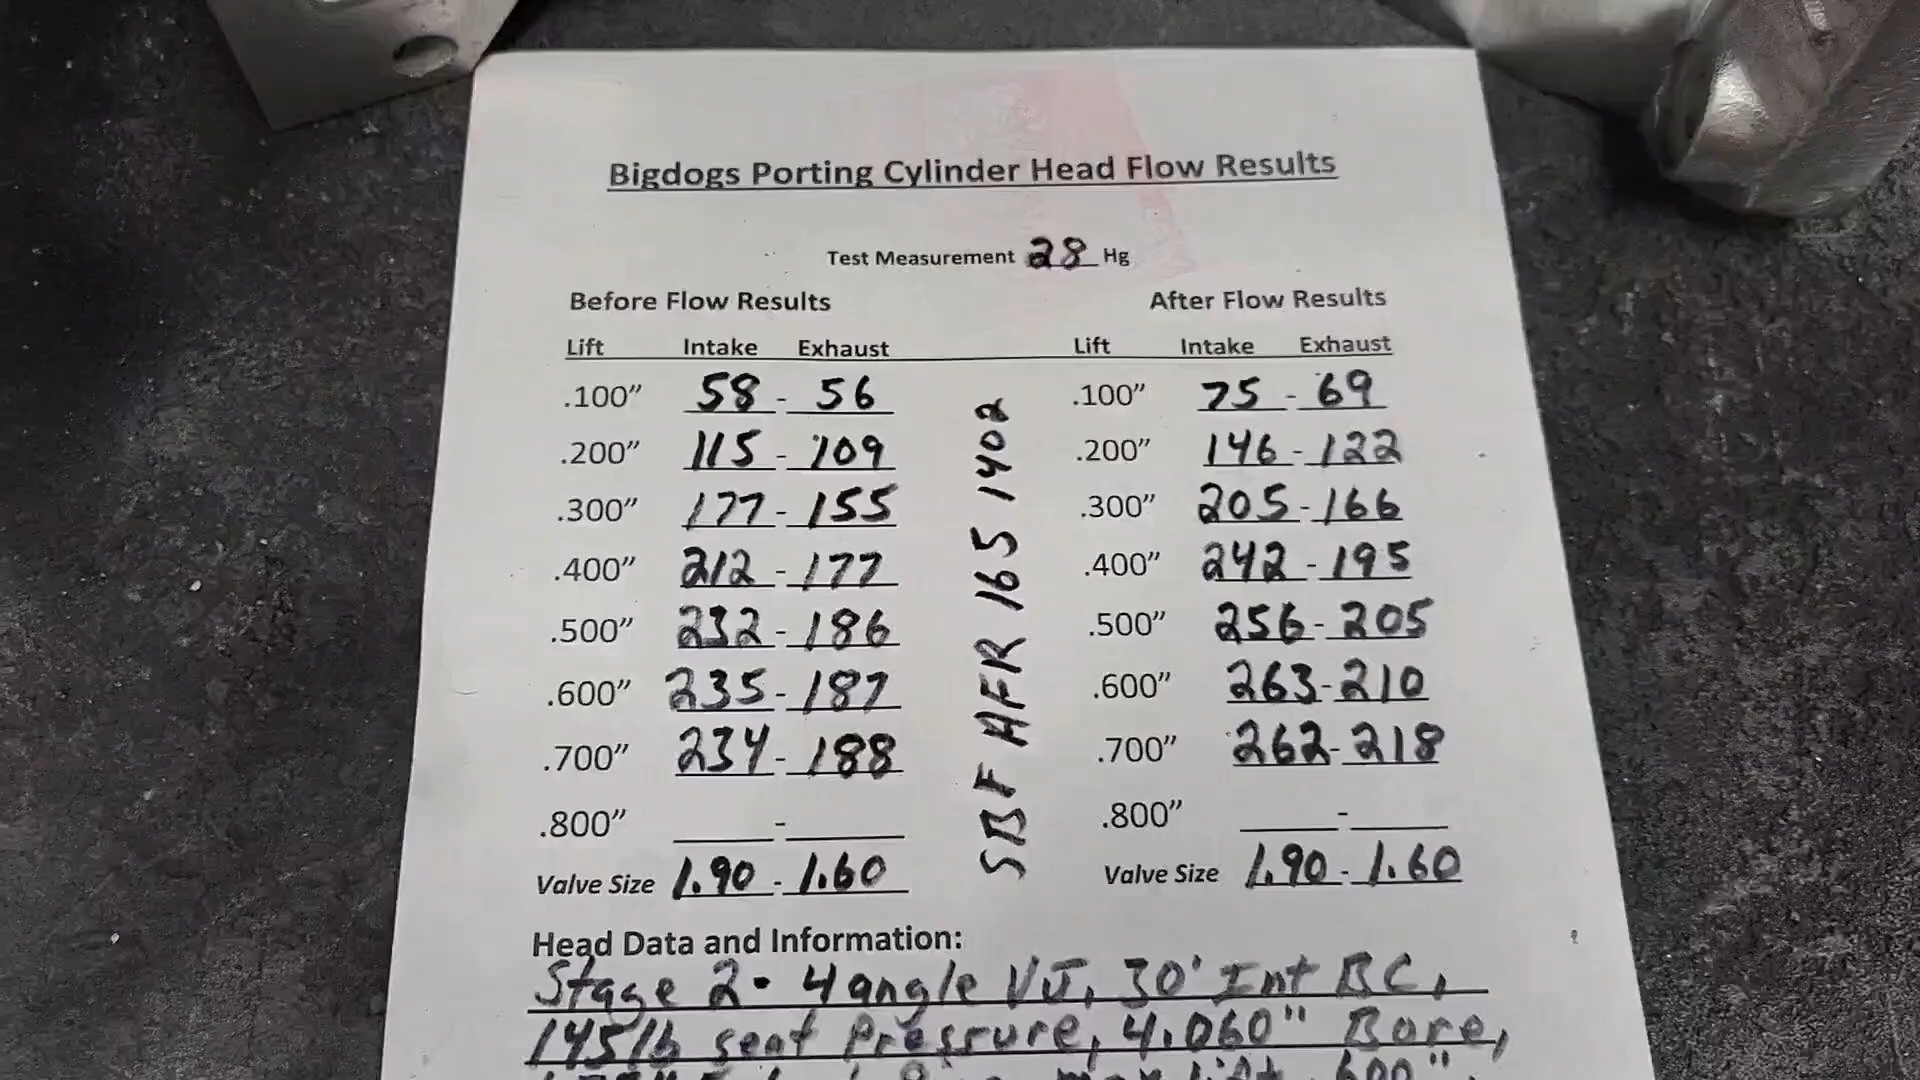 Bigdogs Porting Cylinder Head Flow Results
Test Measurement 28 Hg
Before Flow Results After Flow Results
Lift Intake Exhaust Lift Intake Exhaust
.100” 58 - 56 .100” 75 - 69
.200” 115 - 109 .200” 146 - 122
.300” 177 - 155 .300” 205 - 166
.400” 212 - 177 .400” 242 - 195
.500” 232 - 186 .500” 256 - 205
.600” 235 - 187 .600” 263 - 210
.700” 234 - 188 .700” 262 - 218
.800” - .800” -
Valve Size 1.90 - 1.60 Valve Size 1.90 - 1.60
SBF AFR 165 1402
Head Data and Information:
Stage 2 - 4 angle VJ, 30' Int BC,
145lb seat Pressure, 4.060" Bore,
max lift .600",